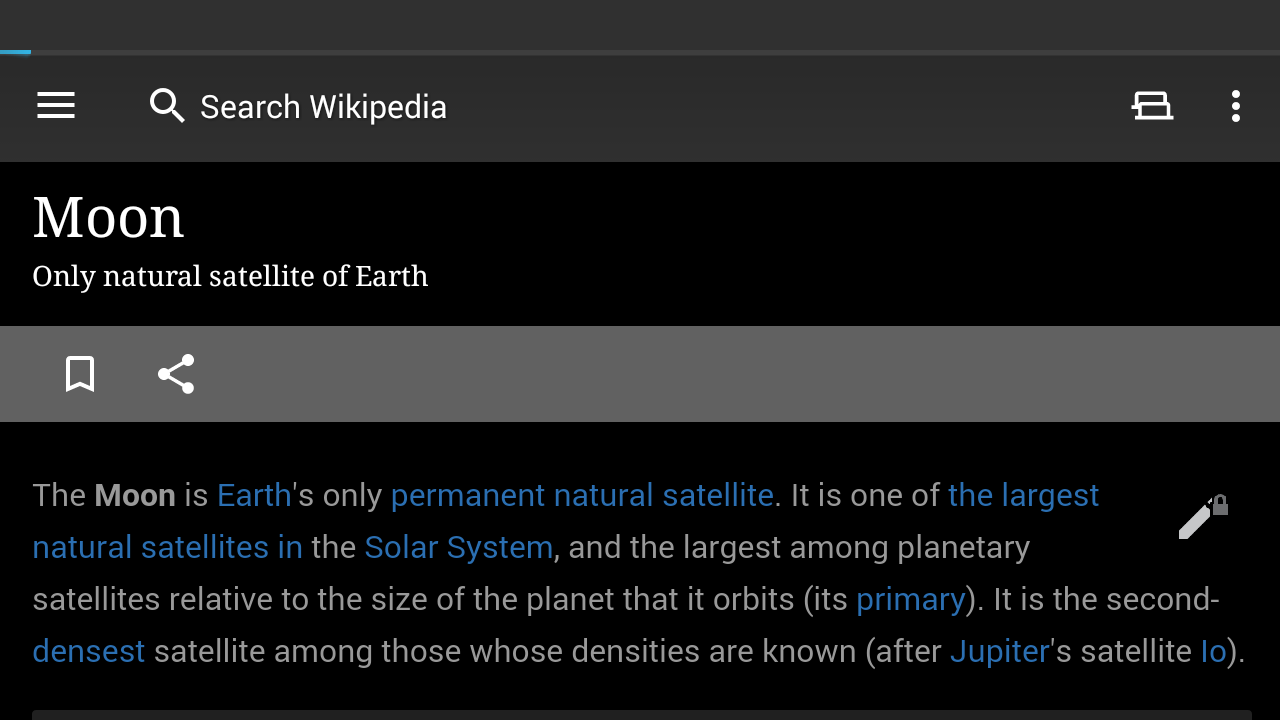 Search Wikipedia
Moon
Only natural satellite of Earth
The Moon is Earth's only permanent natural satellite. It is one of the largest
natural satellites in the Solar System, and the largest among planetary
satellites relative to the size of the planet that it orbits (its primary). It is the second-
densest satellite among those whose densities are known (after Jupiter's satellite Io).